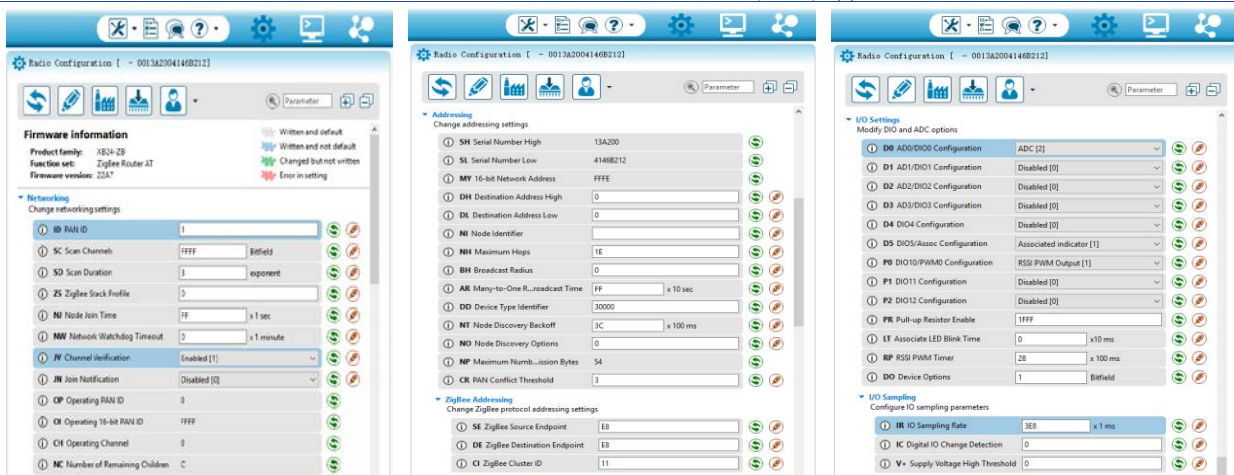 Radio Configuration [ - 0013A2004146B212]
Parameter
Firmware information
Product family: XB24-ZB
Function set: ZigBee Router AT
Firmware version: 22A7
Written and default
Written and not default
Changed but not written
Error in setting
Networking
Change networking settings
ID PAN ID 1
SC Scan Channels FFFF Bitfield
SD Scan Duration 3 exponent
ZS ZigBee Stack Profile 0
NJ Node Join Time FF x 1 sec
NW Network Watchdog Timeout 0 x 1 minute
JV Channel Verification Enabled [1]
JN Join Notification Disabled [0]
OP Operating PAN ID 0
OI Operating 16-bit PAN ID FFFF
CH Operating Channel 0
NC Number of Remaining Children C
Radio Configuration [ - 0013A2004146B212]
Parameter
Addressing
Change addressing settings
SH Serial Number High 13A200
SL Serial Number Low 4146B212
MY 16-bit Network Address FFFE
DH Destination Address High 0
DL Destination Address Low 0
NI Node Identifier
NH Maximum Hops 1E
BH Broadcast Radius 0
AR Many-to-One R...roadcast Time FF x 10 sec
DD Device Type Identifier 30000
NT Node Discovery Backoff 3C x 100 ms
NO Node Discovery Options 0
NP Maximum Numb...ission Bytes 54
CR PAN Conflict Threshold 3
ZigBee Addressing
Change ZigBee protocol addressing settings
SE ZigBee Source Endpoint E8
DE ZigBee Destination Endpoint E8
CI ZigBee Cluster ID 11
Radio Configuration [ - 0013A2004146B212]
Parameter
I/O Settings
Modify DIO and ADC options
D0 AD0/DIO0 Configuration ADC [2]
D1 AD1/DIO1 Configuration Disabled [0]
D2 AD2/DIO2 Configuration Disabled [0]
D3 AD3/DIO3 Configuration Disabled [0]
D4 DIO4 Configuration Disabled [0]
D5 DIO5/Assoc Configuration Associated indicator [1]
P0 DIO10/PWM0 Configuration RSSI PWM Output [1]
P1 DIO11 Configuration Disabled [0]
P2 DIO12 Configuration Disabled [0]
PR Pull-up Resistor Enable 1FFF
LT Associate LED Blink Time 0 x10 ms
RP RSSI PWM Timer 28 x 100 ms
DO Device Options 1 Bitfield
I/O Sampling
Configure IO sampling parameters
IR IO Sampling Rate 3E8 x 1 ms
IC Digital IO Change Detection 0
V+ Supply Voltage High Threshold 0